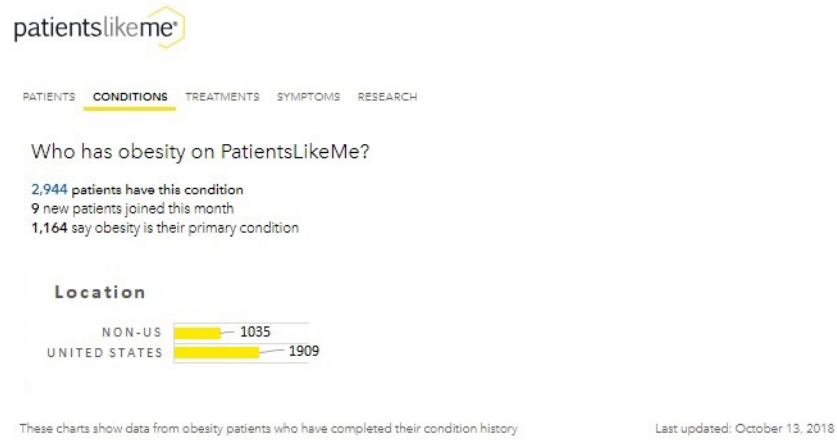 patientslikeme®
PATIENTS CONDITIONS TREATMENTS SYMPTOMS RESEARCH
Who has obesity on PatientsLikeMe?
2,944 patients have this condition
9 new patients joined this month
1,164 say obesity is their primary condition
Location
NON-US 1035
UNITED STATES 1909
These charts show data from obesity patients who have completed their condition history Last updated: October 13, 2018